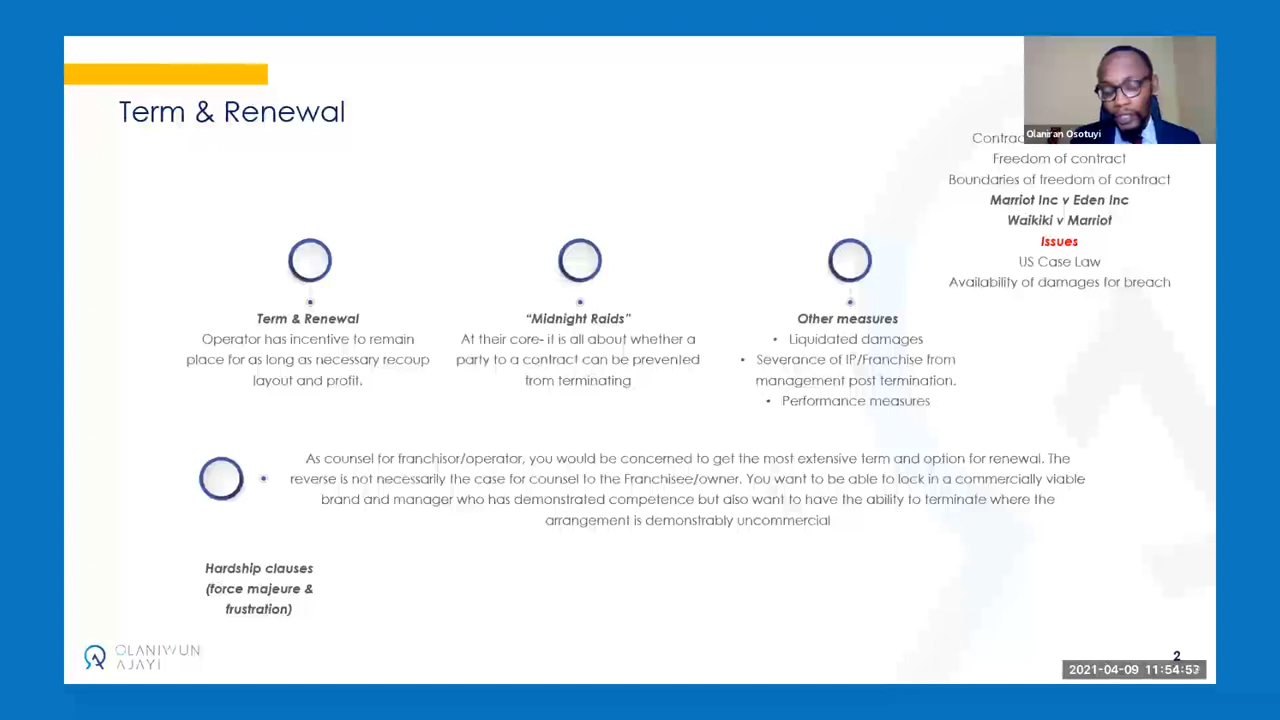 Term & Renewal
Olaniran Osotuyi
Freedom of contract
Boundaries of freedom of contract
Marriot Inc v Eden Inc
Waikiki v Marriot
Issues
US Case Law
Availability of damages for breach
Term & Renewal
Operator has incentive to remain
place for as long as necessary recoup
layout and profit.
“Midnight Raids”
At their core- it is all about whether a
party to a contract can be prevented
from terminating
Other measures
• Liquidated damages
• Severance of IP/Franchise from
management post termination.
• Performance measures
As counsel for franchisor/operator, you would be concerned to get the most extensive term and option for renewal. The
reverse is not necessarily the case for counsel to the Franchisee/owner. You want to be able to lock in a commercially viable
brand and manager who has demonstrated competence but also want to have the ability to terminate where the
arrangement is demonstrably uncommercial
Hardship clauses
(force majeure &
frustration)
OLANIWUN
AJAYI
2
2021-04-09 11:54:53